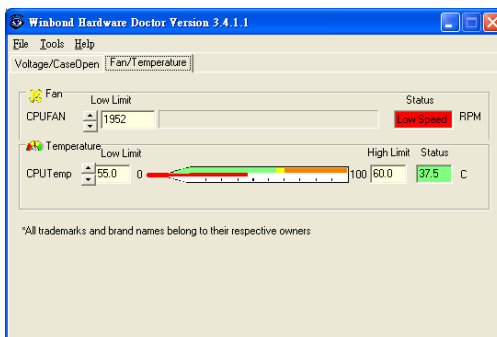 Winbond Hardware Doctor Version 3.4.1.1
File Tools Help
Voltage/CaseOpen Fan/Temperature
Fan
Low Limit Status
CPUFAN 1952 Low Speed RPM
Temperature Low Limit High Limit Status
CPUTemp 55.0 0 100 60.0 37.5 C
*All trademarks and brand names belong to their respective owners